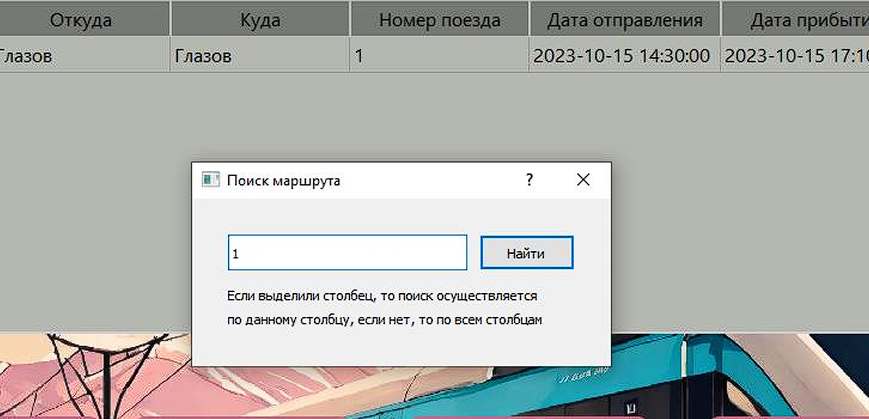 Откуда Куда Номер поезда Дата отправления Дата прибыти
Глазов Глазов 1 2023-10-15 14:30:00 2023-10-15 17:10
Поиск маршрута ?
1 Найти
Если выделили столбец, то поиск осуществляется
по данному столбцу, если нет, то по всем столбцам